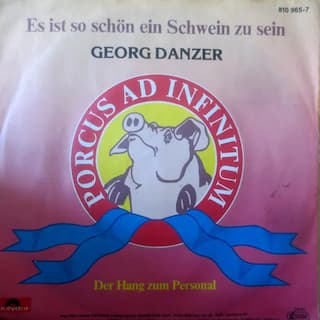 810 965-7
Es ist so schön ein Schwein zu sein
GEORG DANZER
PORCUS AD INFINITUM
Der Hang zum Personal
polydor